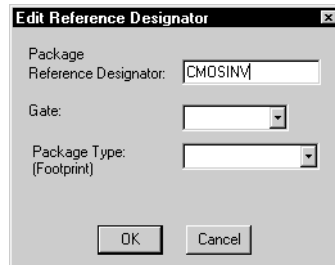 Edit Reference Designator
Package
Reference Designator: CMOSINV
Gate:
Package Type:
(Footprint)
OK Cancel